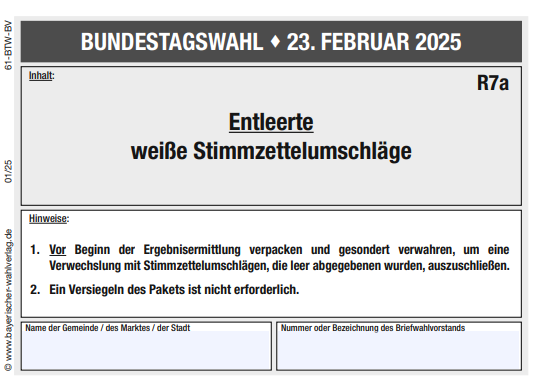 BUNDESTAGSWAHL ♦ 23. FEBRUAR 2025
Inhalt:
R7a
Entleerte
weiße Stimmzettelumschläge
Hinweise:
1. Vor Beginn der Ergebnisermittlung verpacken und gesondert verwahren, um eine
Verwechslung mit Stimmzettelumschlägen, die leer abgegebenen wurden, auszuschließen.
2. Ein Versiegeln des Pakets ist nicht erforderlich.
Name der Gemeinde / des Marktes / der Stadt
Nummer oder Bezeichnung des Briefwahlvorstands
61-BTW-BV
01/25
© www.bayerischer-wahlverlag.de